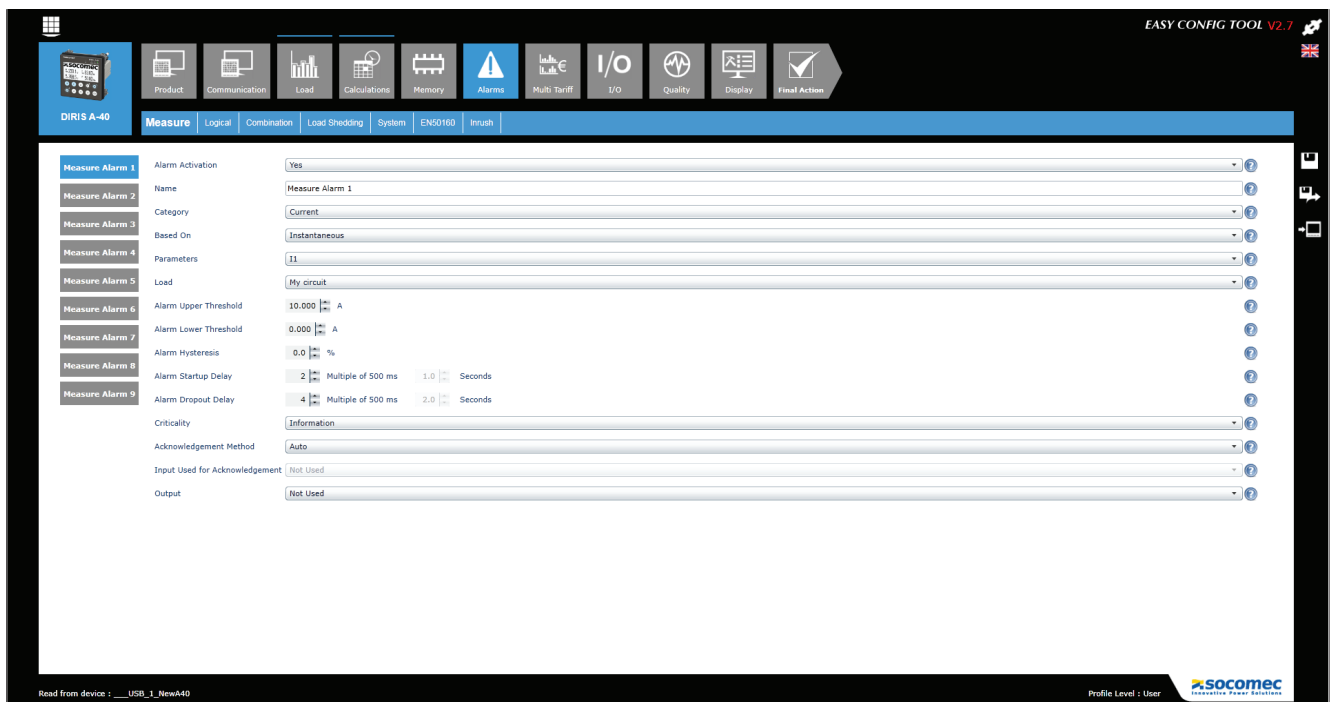 EASY CONFIG TOOL V2.7
Product Communication Load Calculations Memory Alarms Multi Tariff I/O I/O Quality Display Final Action
DIRIS A-40
Measure Logical Combination Load Shedding System EN50160 Inrush
Measure Alarm 1
Measure Alarm 2
Measure Alarm 3
Measure Alarm 4
Measure Alarm 5
Measure Alarm 6
Measure Alarm 7
Measure Alarm 8
Measure Alarm 9
Alarm Activation Yes
Name Measure Alarm 1
Category Current
Based On Instantaneous
Parameters I1
Load My circuit
Alarm Upper Threshold 10.000 A
Alarm Lower Threshold 0.000 A
Alarm Hysteresis 0.0 %
Alarm Startup Delay 2 Multiple of 500 ms 1.0 Seconds
Alarm Dropout Delay 4 Multiple of 500 ms 2.0 Seconds
Criticality Information
Acknowledgement Method Auto
Input Used for Acknowledgement Not Used
Output Not Used
Read from device : ___USB_1_NewA40
Profile Level : User
socomec
Innovative Power Solutions